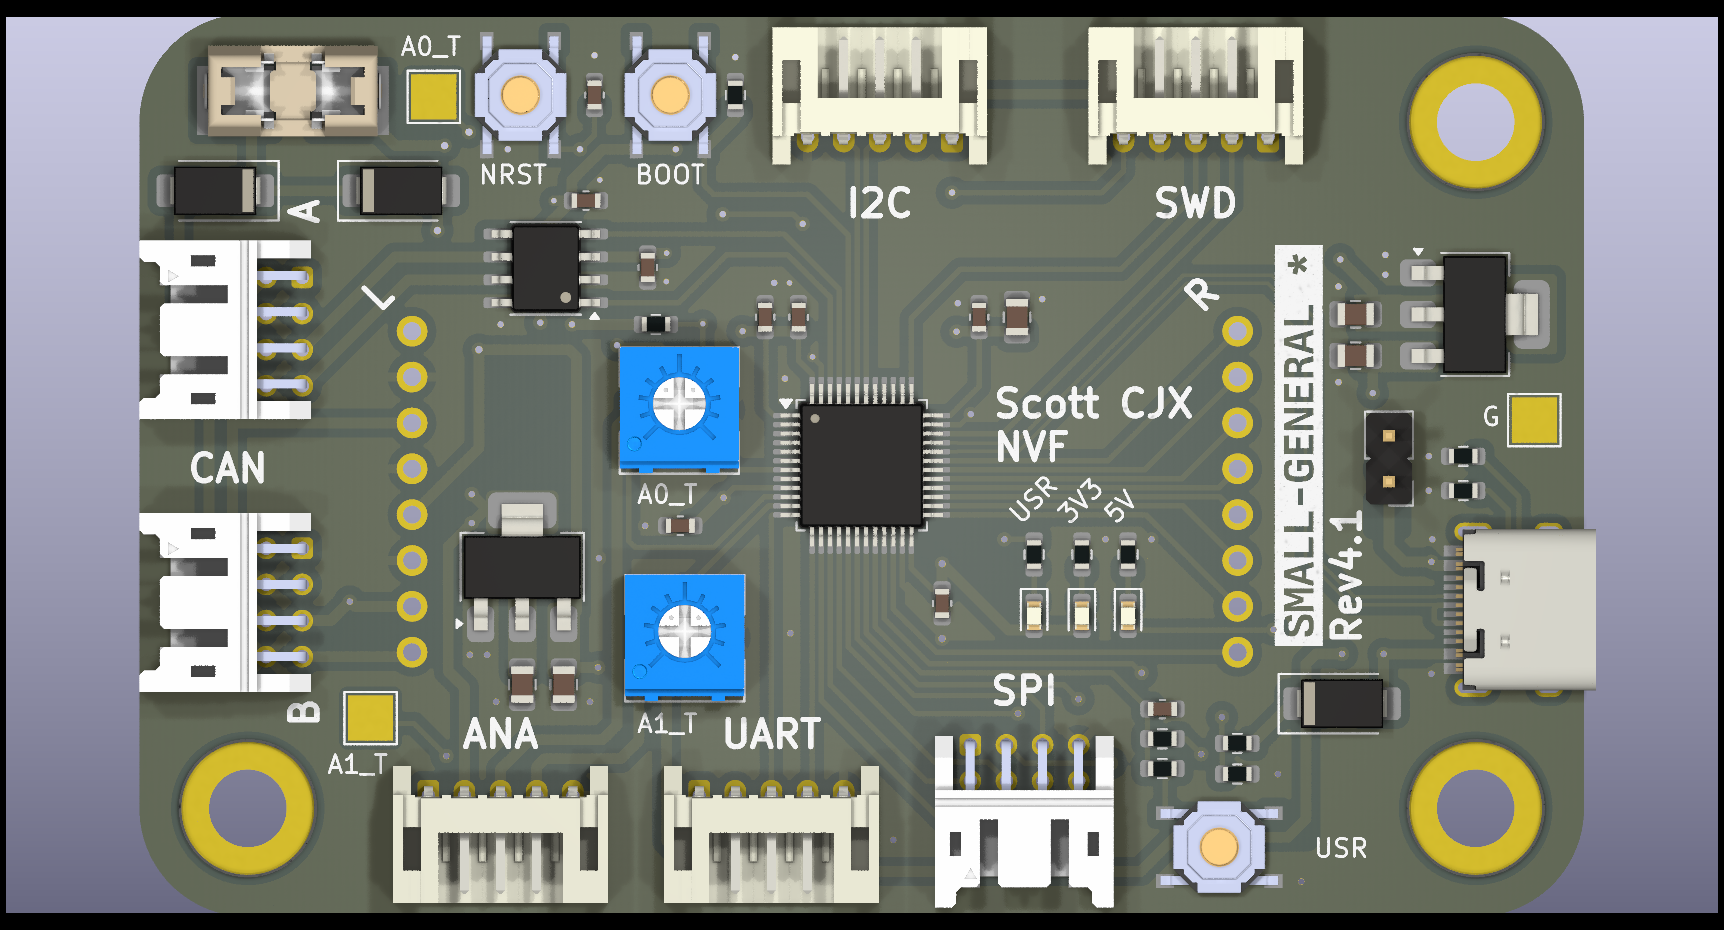 A0_T
NRST
BOOT
I2C
SWD
A
L
R
CAN
A0_T
Scott CJX
NVF
USR
3V3
5V
SMALL-GENERAL *
Rev4.1
G
B
A1_T
ANA
A1_T
UART
SPI
USR